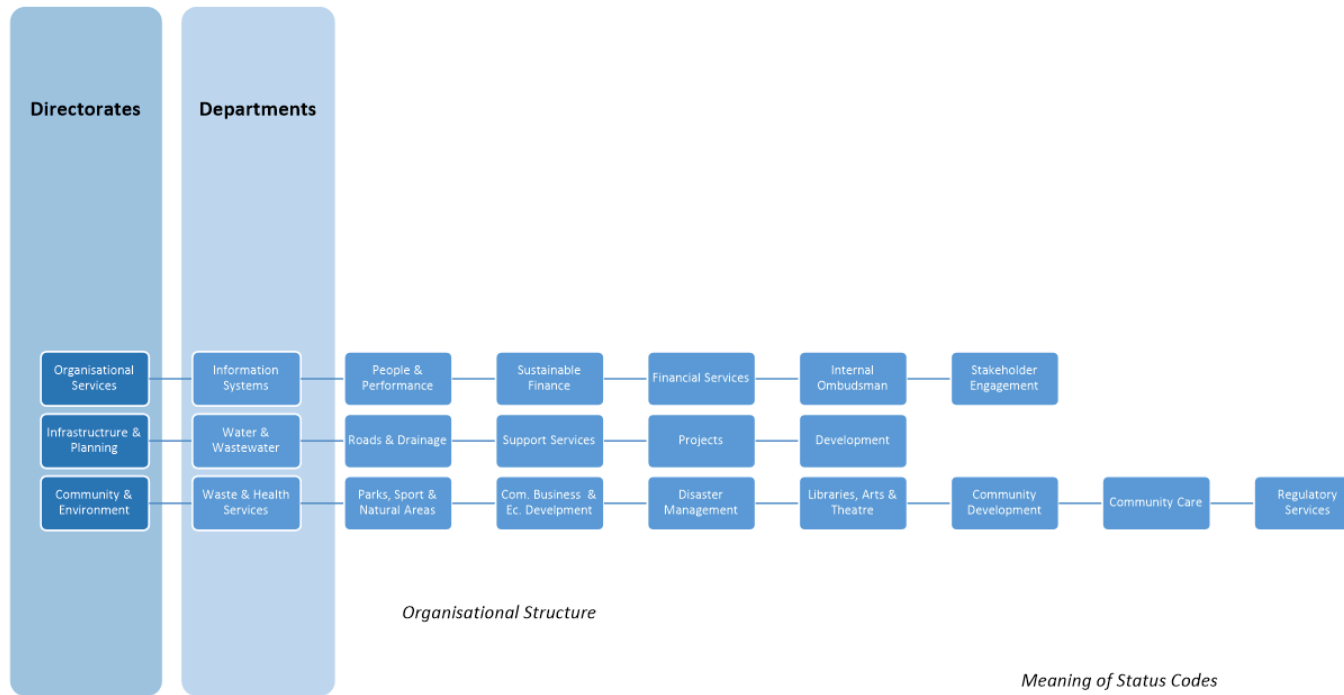 Directorates
Departments
Organisational
Services
Information
Systems
People &
Performance
Sustainable
Finance
Financial Services
Internal
Ombudsman
Stakeholder
Engagement
Infrastructrure &
Planning
Water &
Wastewater
Roads & Drainage
Support Services
Projects
Development
Community &
Environment
Waste & Health
Services
Parks, Sport &
Natural Areas
Com. Business &
Ec. Develpment
Disaster
Management
Libraries, Arts &
Theatre
Community
Development
Community Care
Regulatory
Services
Organisational Structure
Meaning of Status Codes